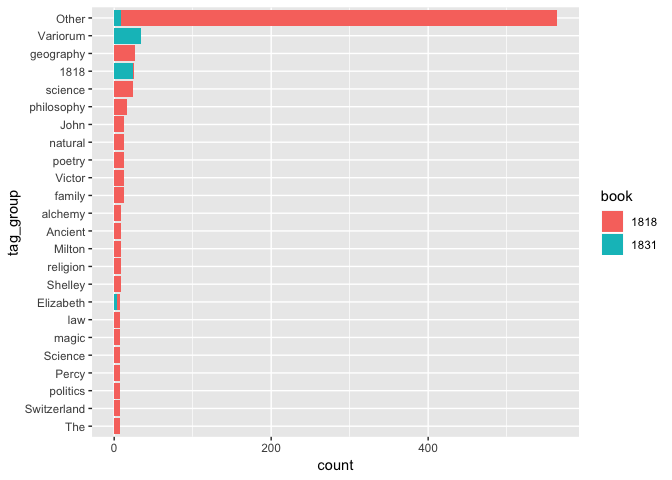 Other
Variorum
geography
1818
science
philosophy
John
natural
poetry
Victor
family
alchemy
Ancient
Milton
religion
Shelley
Elizabeth
law
magic
Science
Percy
politics
Switzerland
The
tag_group
0 200 400
count
book
1818
1831